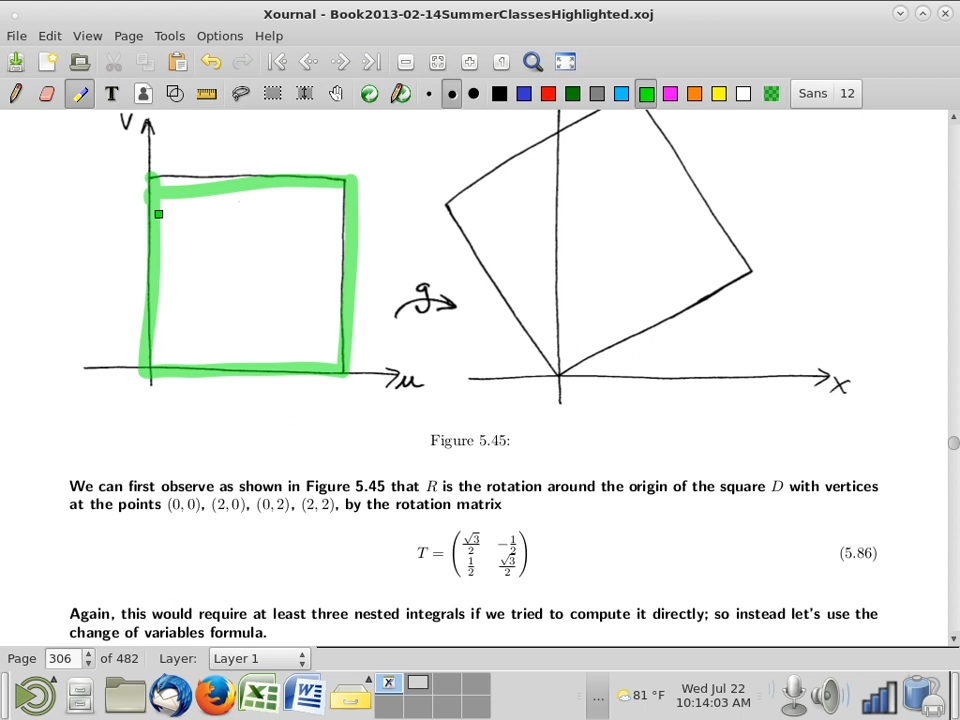 Xournal - Book2013-02-14SummerClassesHighlighted.xoj
File Edit View Page Tools Options Help
Sans 12
V
g
u
x
Figure 5.45:
We can first observe as shown in Figure 5.45 that R is the rotation around the origin of the square D with vertices
at the points (0, 0), (2, 0), (0, 2), (2, 2), by the rotation matrix
T = (√3/2 −1/2
1/2 √3/2) (5.86)
Again, this would require at least three nested integrals if we tried to compute it directly; so instead let's use the
change of variables formula.
Page 306 of 482 Layer: Layer 1
... 81 °F Wed Jul 22
10:14:03 AM